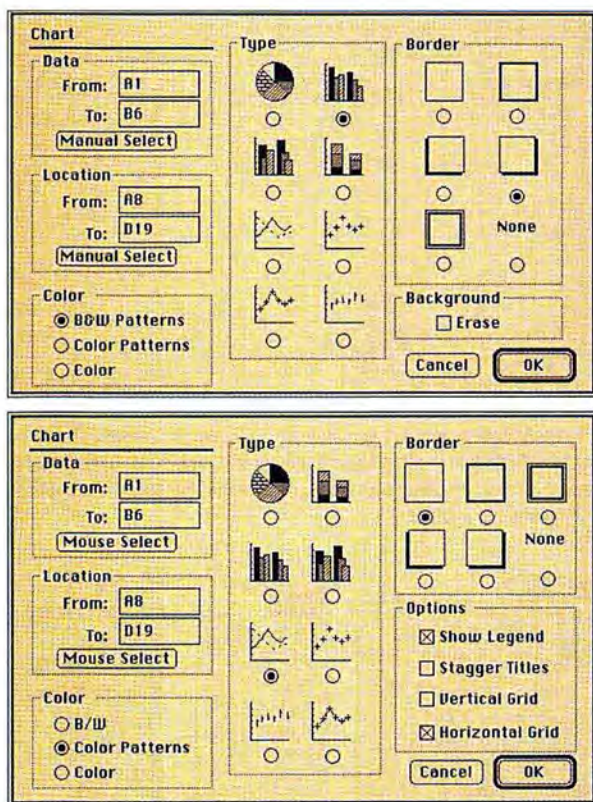 Chart
Data
From: A1
To: B6
Manual Select
Location
From: A8
To: D19
Manual Select
Color
B&W Patterns
Color Patterns
Color
Type
Border
None
Background
Erase
Cancel
OK
Chart
Data
From: A1
To: B6
Mouse Select
Location
From: A8
To: D19
Mouse Select
Color
B/W
Color Patterns
Color
Type
Border
None
Options
Show Legend
Stagger Titles
Vertical Grid
Horizontal Grid
Cancel
OK